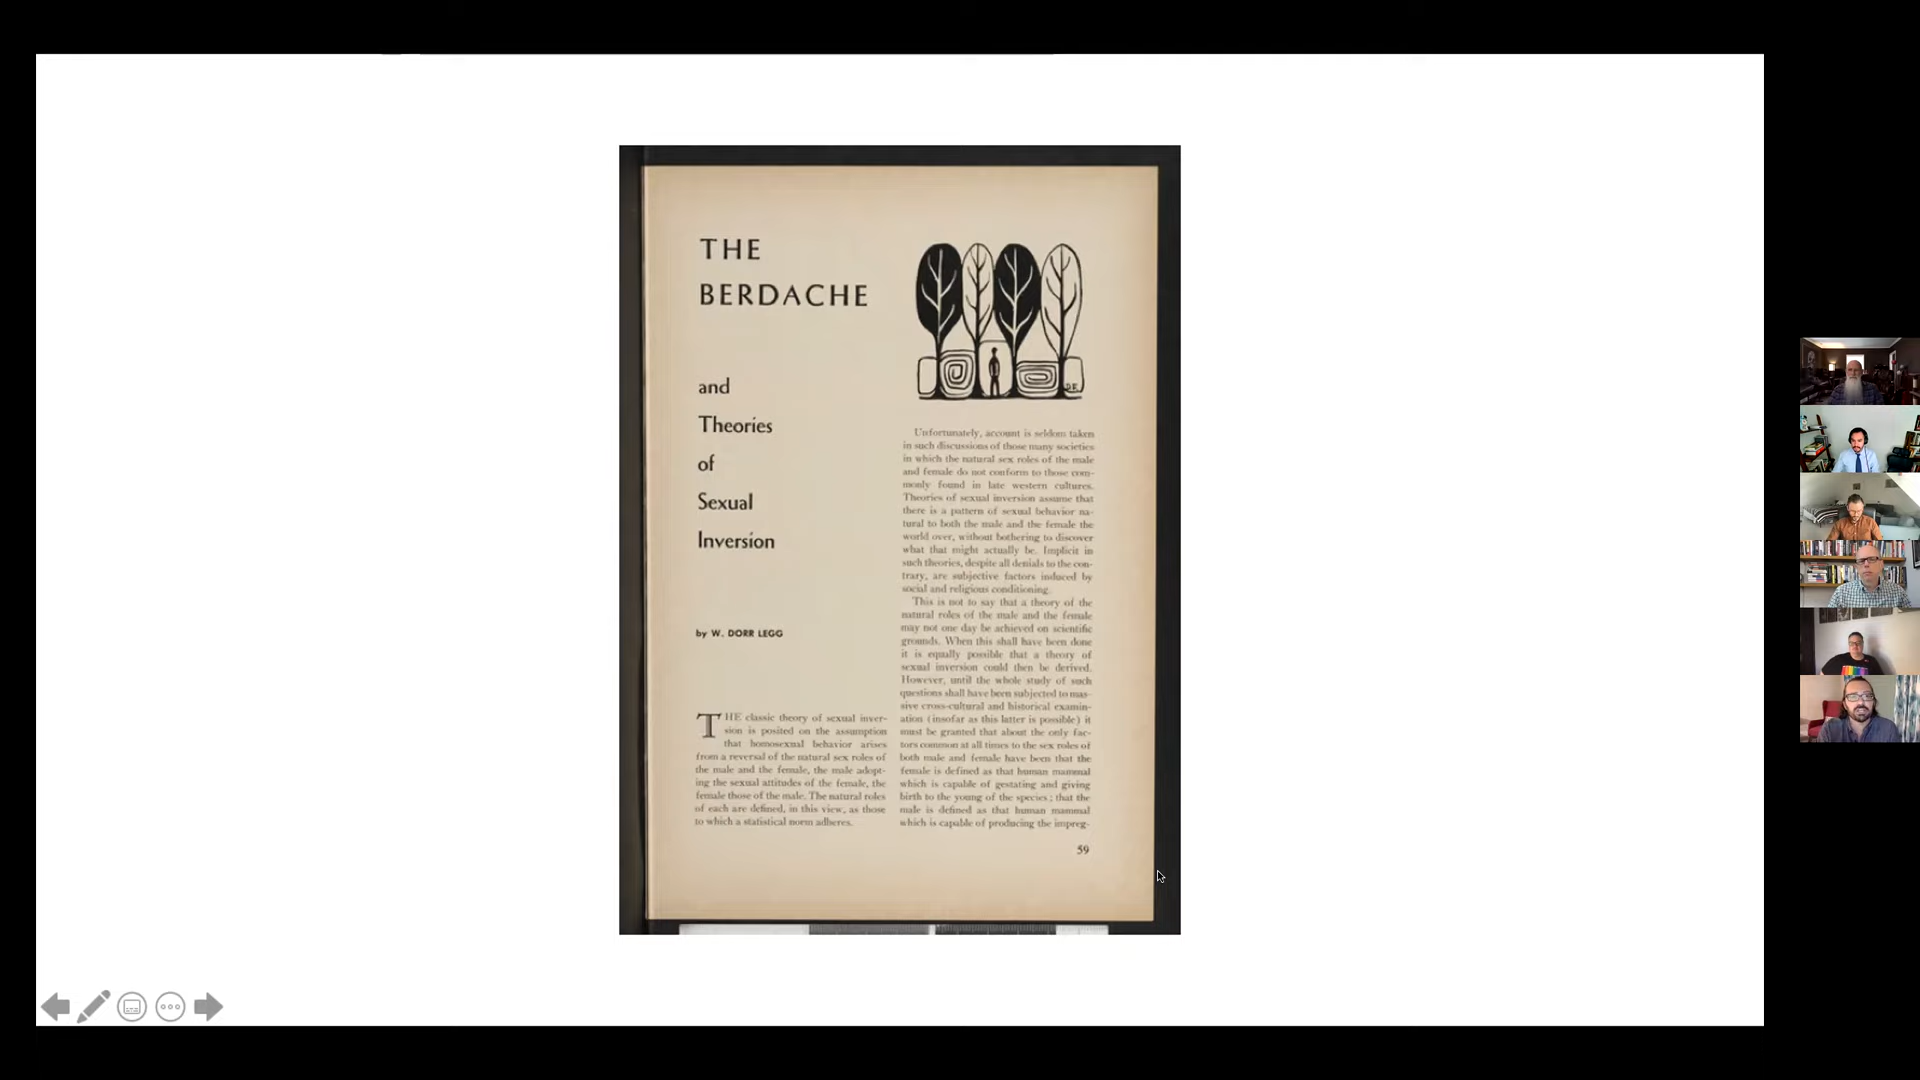 THE
BERDACHE
and
Theories
of
Sexual
Inversion
by W. DORR LEGG
THE classic theory of sexual inver-
sion is posited on the assumption
that homosexual behavior arises
from a reversal of the natural sex roles of
the male and the female, the male adopt-
ing the sexual attitudes of the female, the
female those of the male. The natural roles
of each are defined, in this view, as those
to which a statistical norm adheres.
D.E.
Unfortunately, account is seldom taken
in such discussions of those many societies
in which the natural sex roles of the male
and female do not conform to those com-
monly found in late western cultures.
Theories of sexual inversion assume that
there is a pattern of sexual behavior na-
tural to both the male and the female the
world over, without bothering to discover
what that might actually be. Implicit in
such theories, despite all denials to the con-
trary, are subjective factors induced by
social and religious conditioning.
This is not to say that a theory of the
natural roles of the male and the female
may not one day be achieved on scientific
grounds. When this shall have been done
it is equally possible that a theory of
sexual inversion could then be derived.
However, until the whole study of such
questions shall have been subjected to mas-
sive cross-cultural and historical examin-
ation (insofar as this latter is possible) it
must be granted that about the only fac-
tors common at all times to the sex roles of
both male and female have been that the
female is defined as that human mammal
which is capable of gestating and giving
birth to the young of the species; that the
male is defined as that human mammal
which is capable of producing the impreg-
59